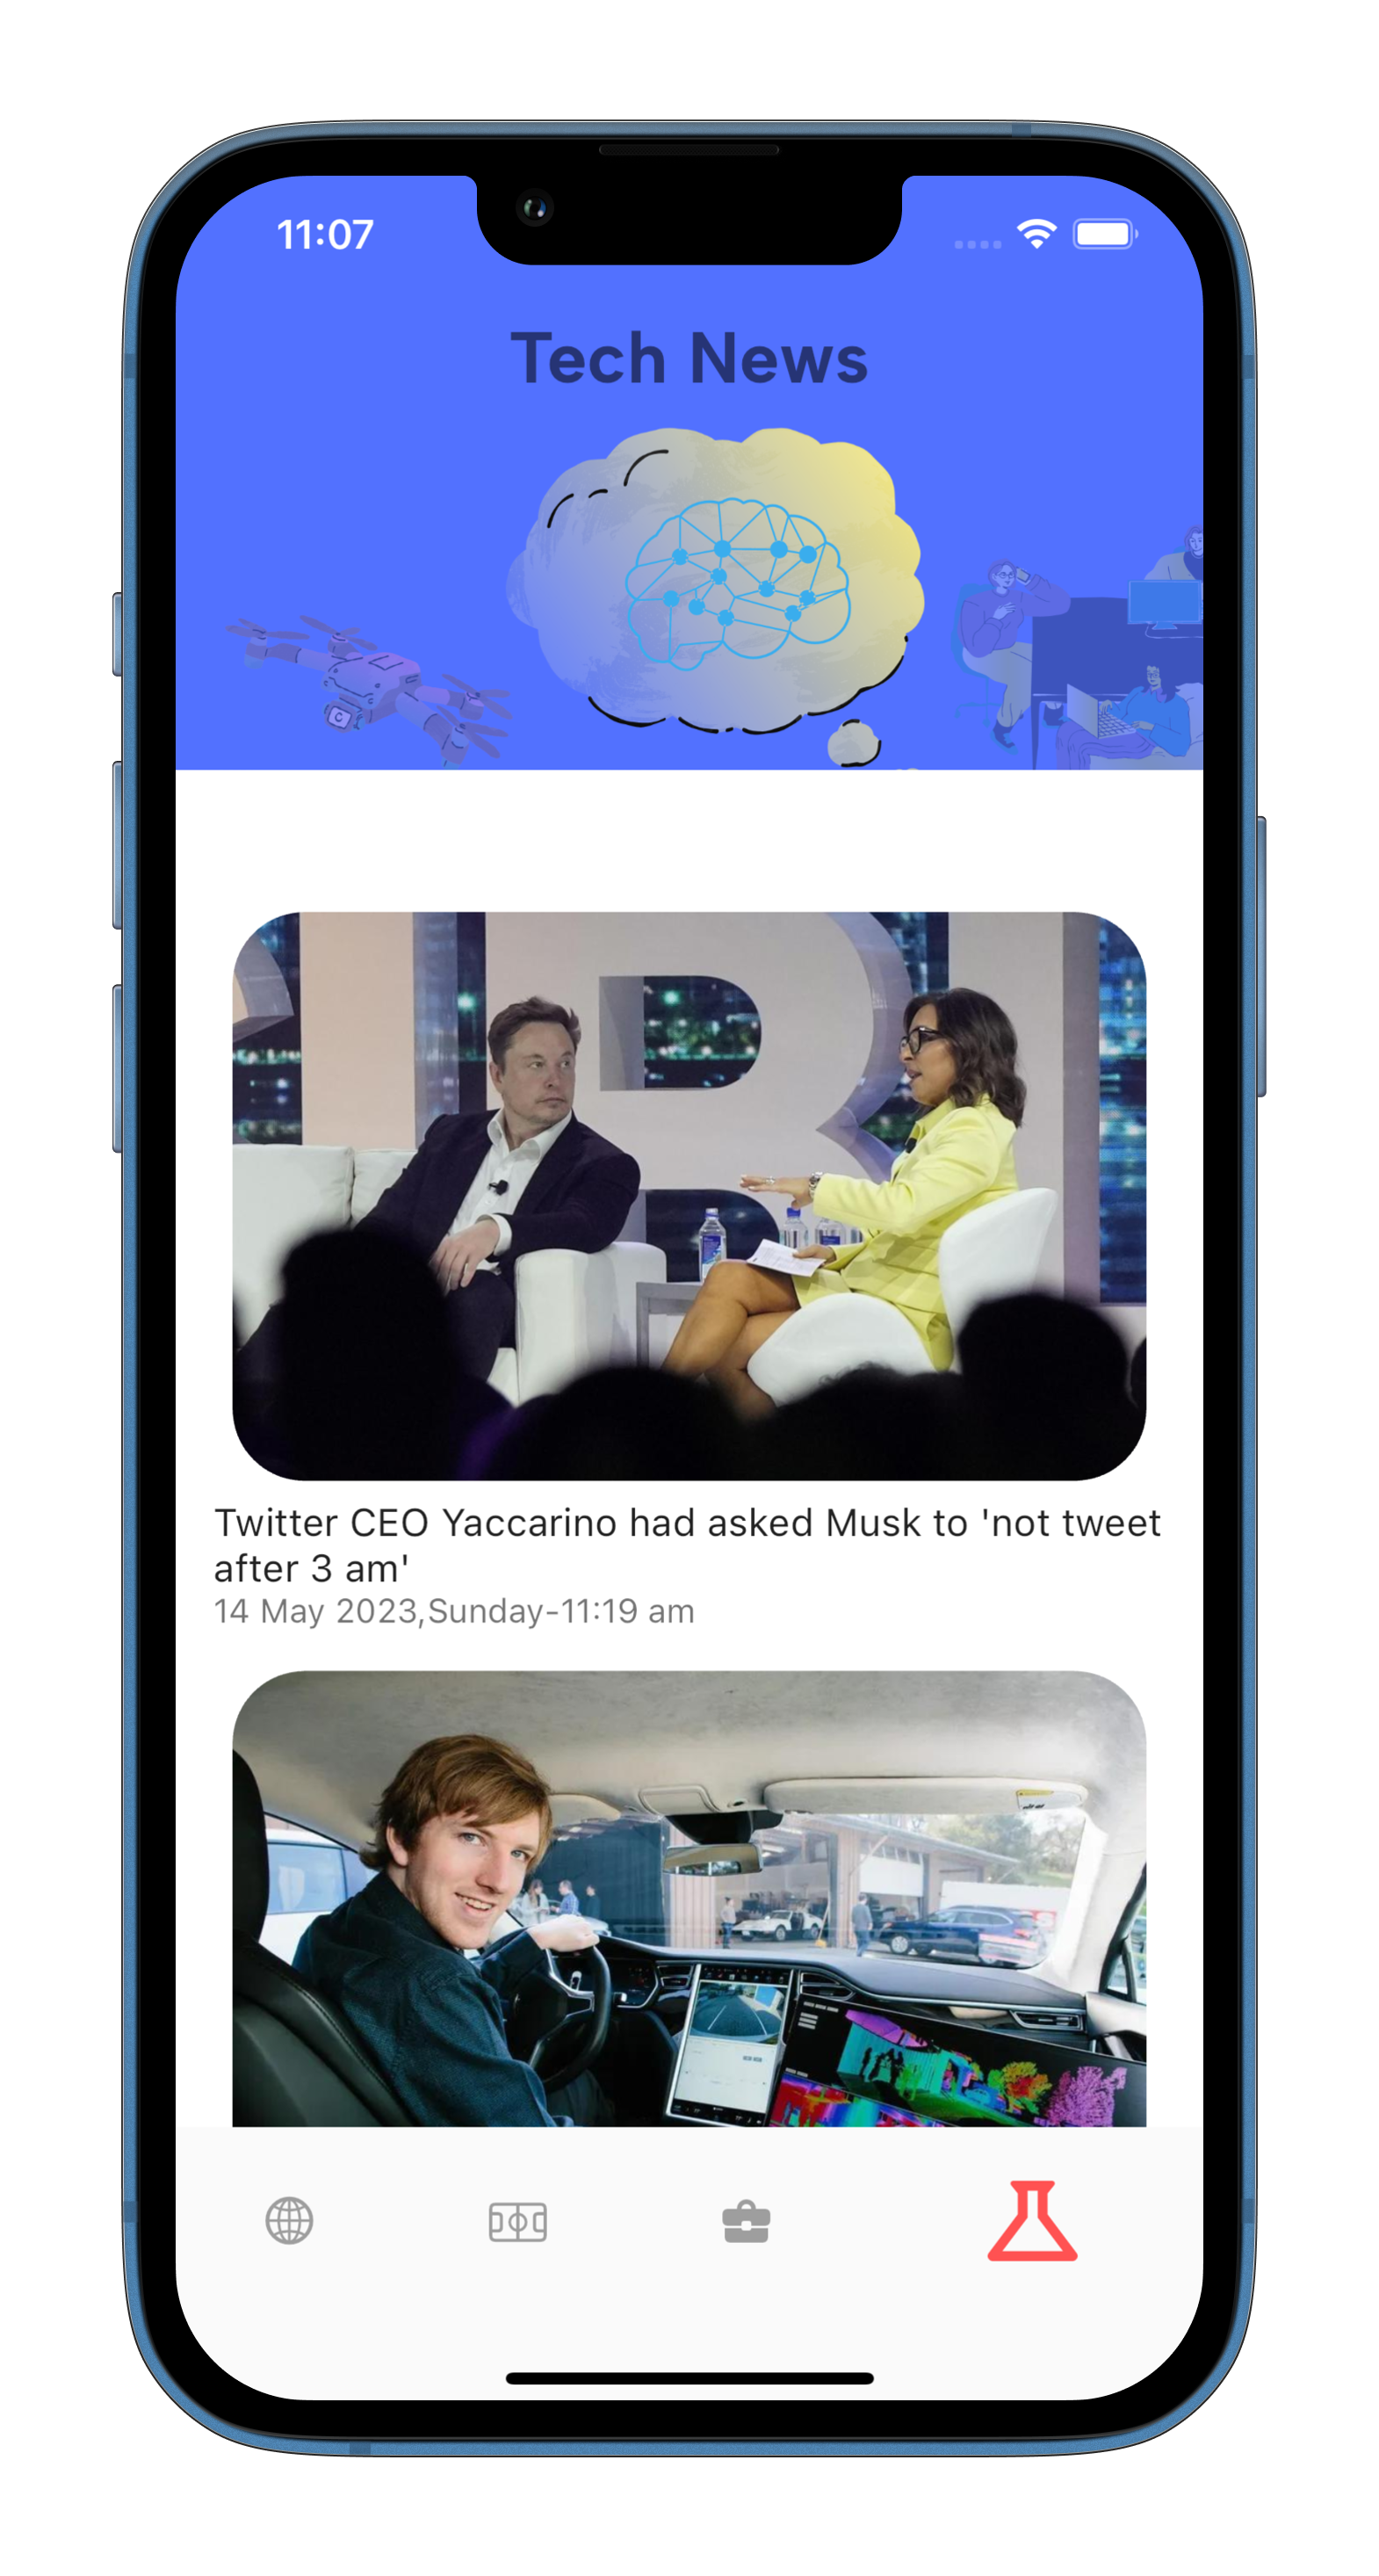 11:07
Tech News
C
B
Twitter CEO Yaccarino had asked Musk to 'not tweet
after 3 am'
14 May 2023,Sunday-11:19 am